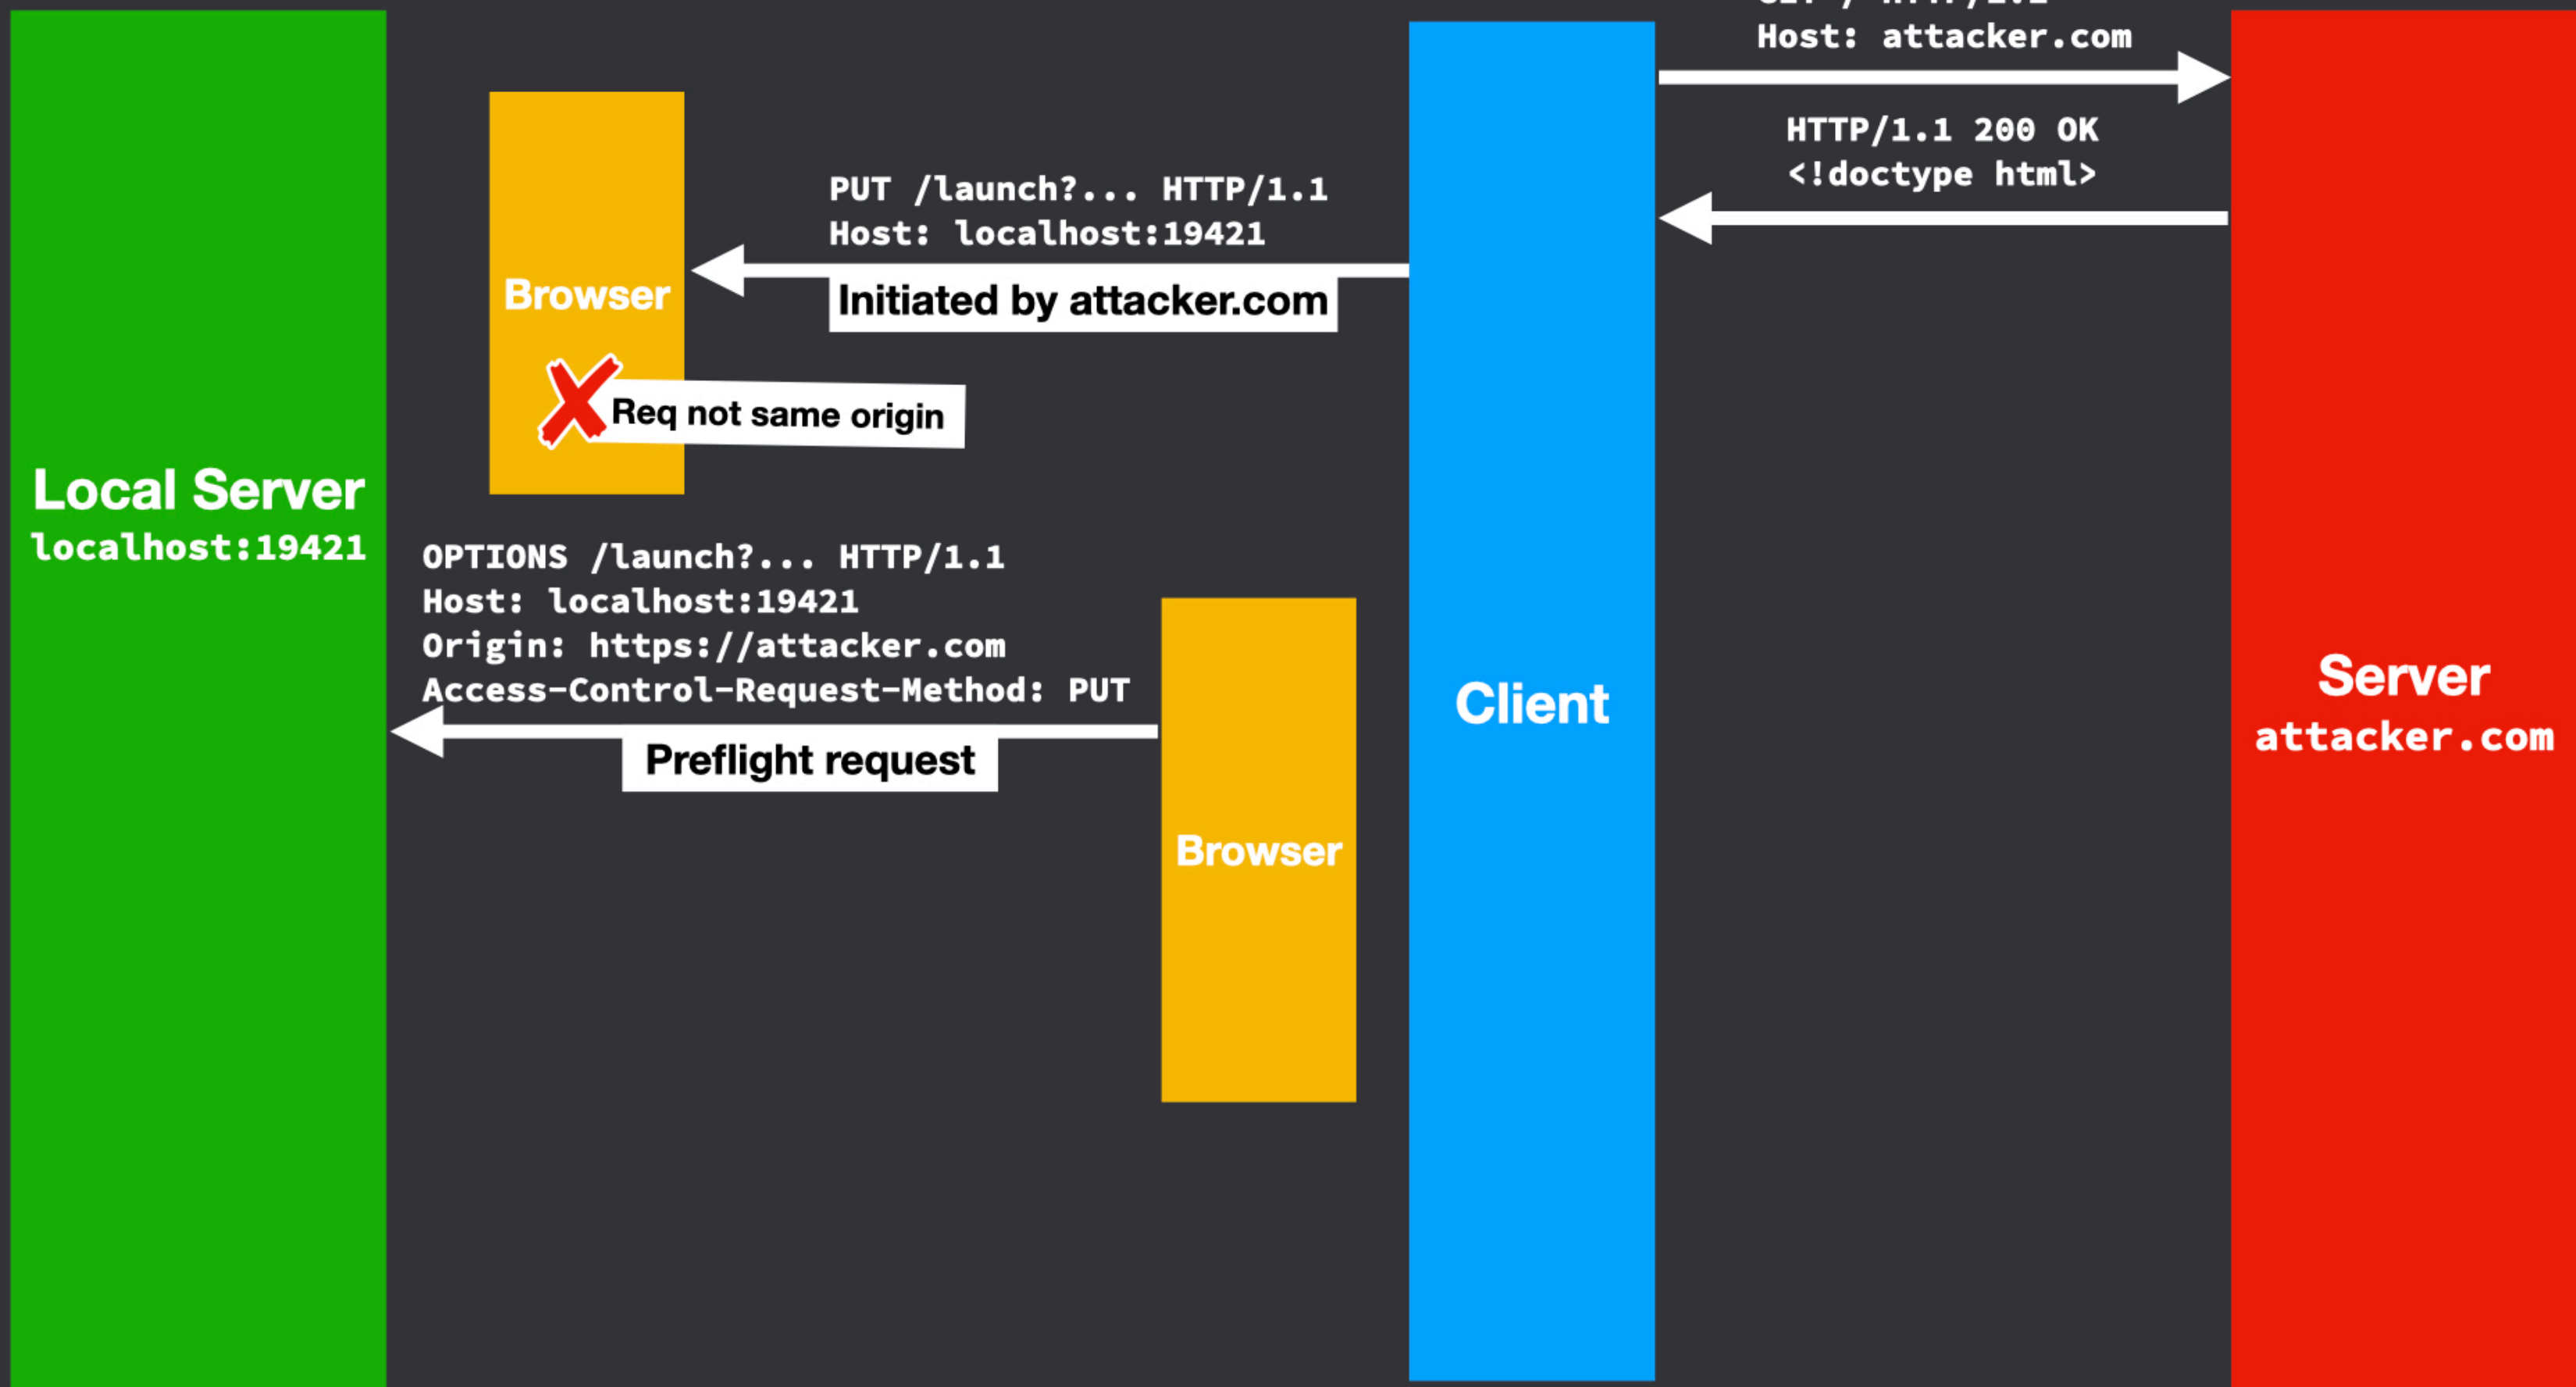 Host: attacker.com
HTTP/1.1 200 OK
<!doctype html>
PUT /launch?... HTTP/1.1
Host: localhost:19421
Initiated by attacker.com
Browser
Req not same origin
Local Server
localhost:19421
OPTIONS /launch?... HTTP/1.1
Host: localhost:19421
Origin: https://attacker.com
Access-Control-Request-Method: PUT
Preflight request
Browser
Client
Server
attacker.com